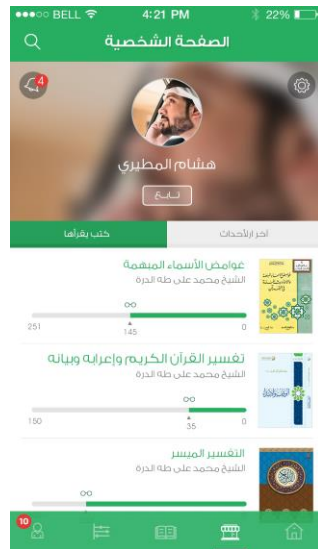 BELL 4:21 PM 22%
الصفحة الشخصية
4
هشام المطيري
تابع
آخر الأحداث كتب يقرأها
غوامض الأسماء المبهمة
الشيخ محمد علي طه الدرة
251 145 0
تفسير القرآن الكريم وإعرابه وبيانه
الشيخ محمد علي طه الدرة
150 35 0
التفسير الميسر
الشيخ محمد علي طه الدرة
10